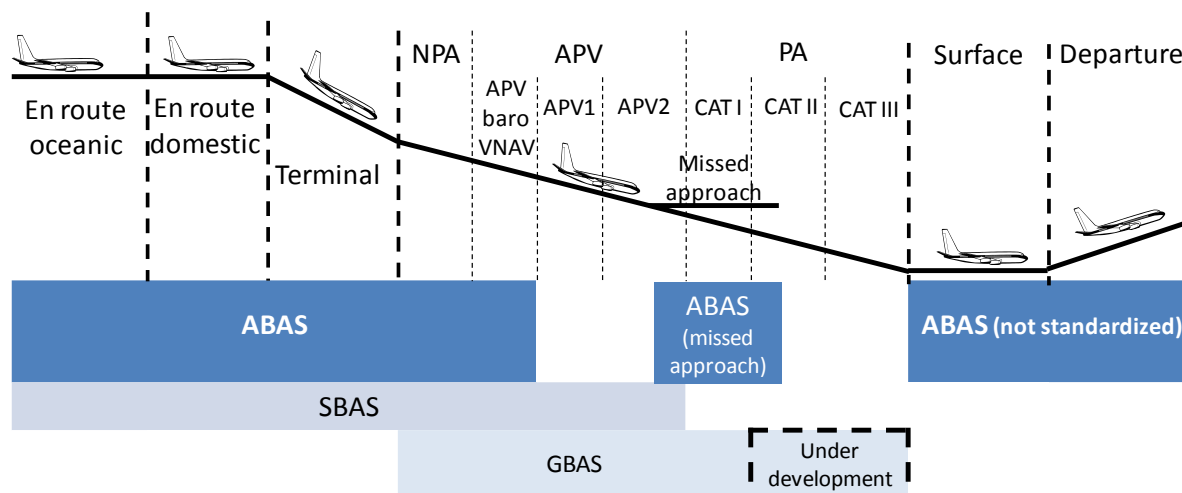 NPA
APV
PA
Surface
Departure
En route
oceanic
En route
domestic
Terminal
APV
baro
VNAV
APV1
APV2
CAT I
CAT II
CAT III
Missed
approach
ABAS
ABAS
(missed
approach)
ABAS (not standardized)
SBAS
GBAS
Under
development